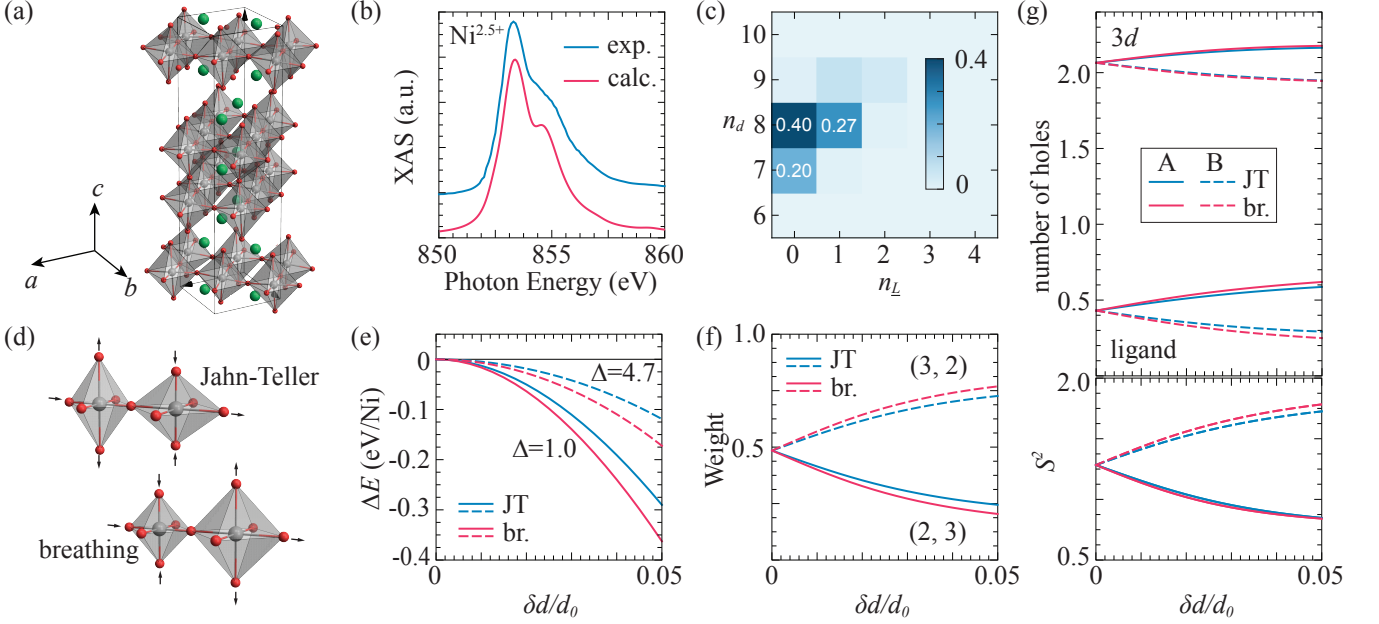 (a)
c
a
b
(b)
Ni2.5+
exp.
calc.
XAS (a.u.)
850
855
860
Photon Energy (eV)
(c)
10
9
8
7
6
nd
0.40
0.27
0.20
0.4
0
0
1
2
3
4
nL
(d)
Jahn-Teller
breathing
(e)
0
-0.1
-0.2
-0.3
-0.4
ΔE (eV/Ni)
Δ=4.7
Δ=1.0
JT
br.
0
0.05
δd/d0
(f)
1.0
0.5
Weight
JT
br.
(3, 2)
(2, 3)
0
0.05
δd/d0
(g)
3d
2.0
1.5
1.0
0.5
number of holes
A B
JT
br.
ligand
2.0
S2
0.5
0
0.05
δd/d0